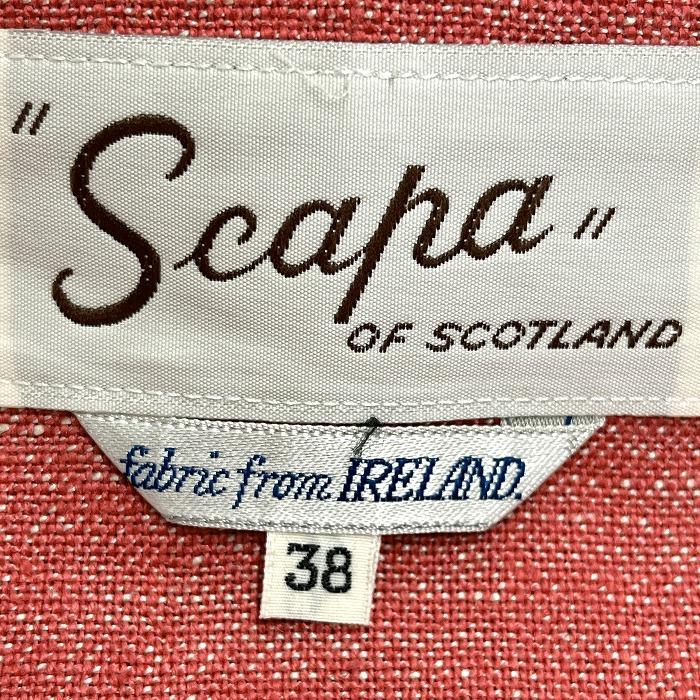 "Scapa"
OF SCOTLAND
fabric from IRELAND.
38